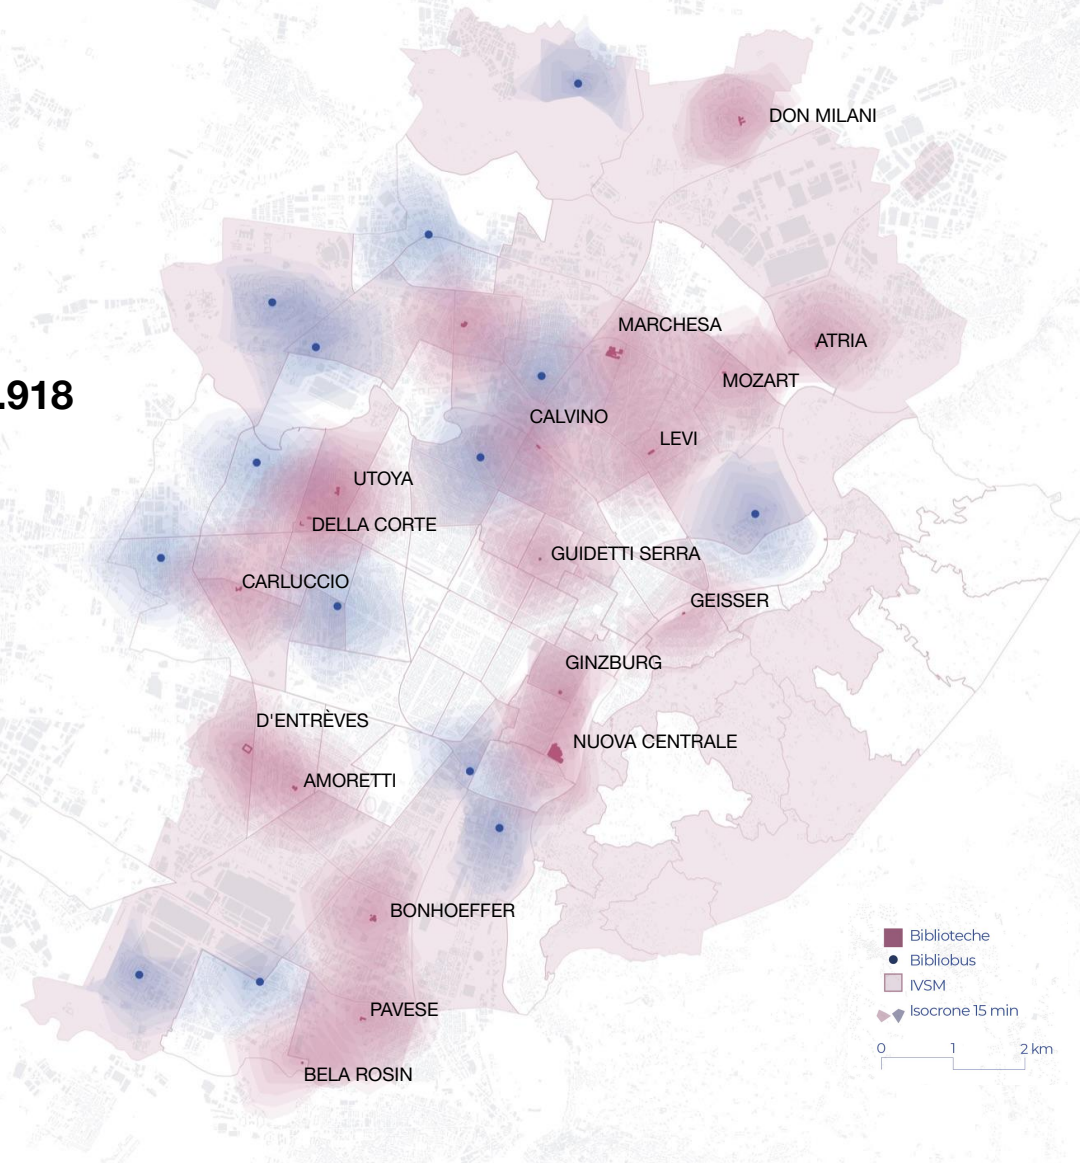 DON MILANI
MARCHESA
ATRIA
MOZART
.918
CALVINO
LEVI
UTOYA
DELLA CORTE
GUIDETTI SERRA
CARLUCCIO
GEISSER
GINZBURG
D'ENTRÈVES
NUOVA CENTRALE
AMORETTI
BONHOEFFER
Biblioteche
Bibliobus
IVSM
PAVESE
Isocrone 15 min
0 1 2 km
BELA ROSIN